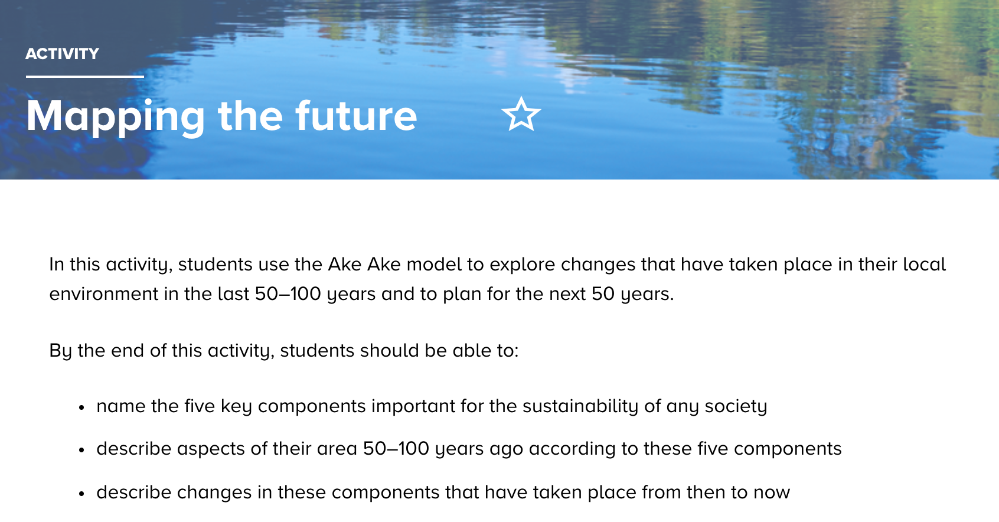 ACTIVITY
Mapping the future
In this activity, students use the Ake Ake model to explore changes that have taken place in their local
environment in the last 50–100 years and to plan for the next 50 years.
By the end of this activity, students should be able to:
• name the five key components important for the sustainability of any society
• describe aspects of their area 50–100 years ago according to these five components
• describe changes in these components that have taken place from then to now